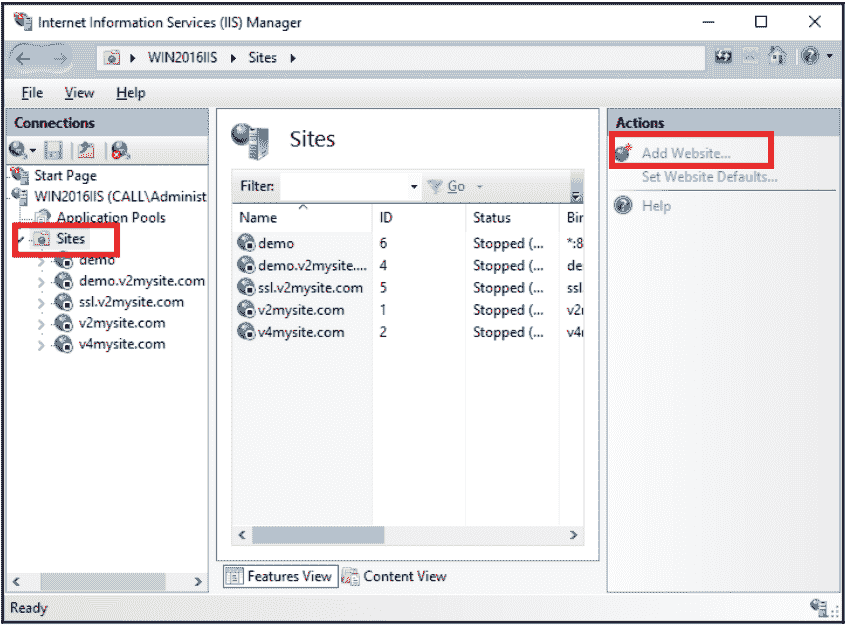 Internet Information Services (IIS) Manager
WIN2016IIS Sites
File View Help
Connections
Start Page
WIN2016IIS (CALL\Administ
Application Pools
Sites
demo
demo.v2mysite.com
ssl.v2mysite.com
v2mysite.com
v4mysite.com
Sites
Filter: Go
Name ID Status Bin
demo 6 Stopped (... *:8
demo.v2mysite.... 4 Stopped (... de
ssl.v2mysite.com 5 Stopped (... ssl
v2mysite.com 1 Stopped (... v2
v4mysite.com 2 Stopped (... v4
Features View Content View
Actions
Add Website...
Set Website Defaults...
Help
Ready